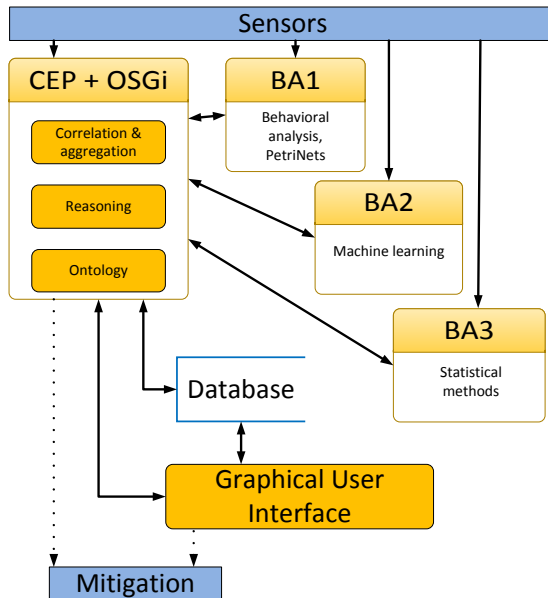 Sensors
CEP + OSGi
Correlation &
aggregation
Reasoning
Ontology
BA1
Behavioral
analysis,
PetriNets
BA2
Machine learning
BA3
Statistical
methods
Database
Graphical User
Interface
Mitigation